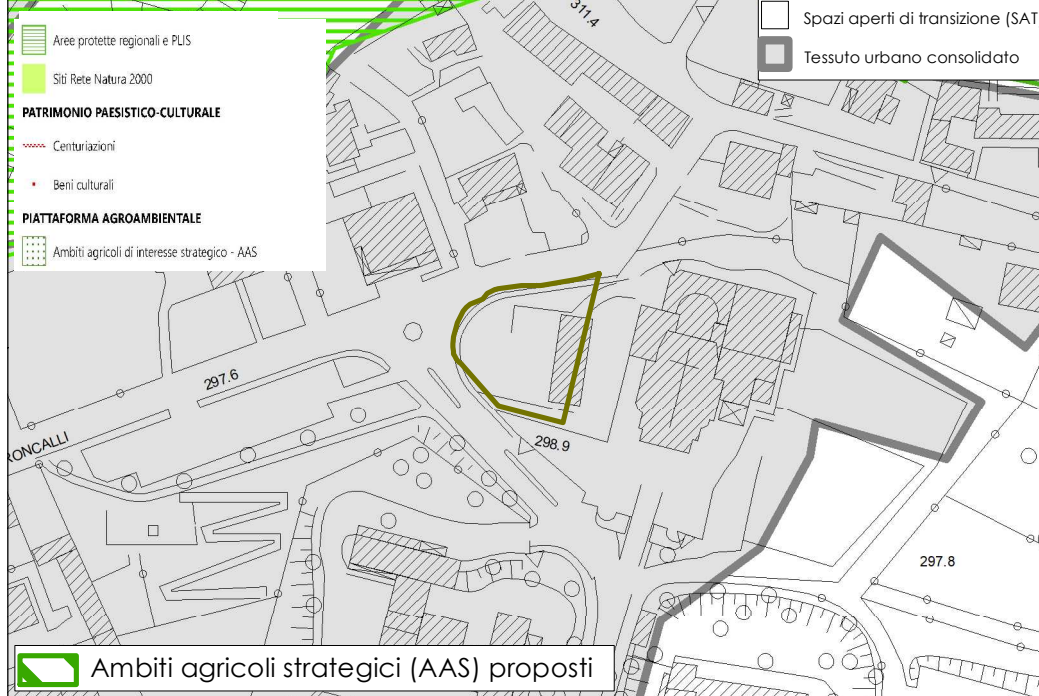 Aree protette regionali e PLIS
Siti Rete Natura 2000
PATRIMONIO PAESISTICO-CULTURALE
Centuriazioni
Beni culturali
PIATTAFORMA AGROAMBIENTALE
Ambiti agricoli di interesse strategico - AAS
311.4
Spazi aperti di transizione (SAT
Tessuto urbano consolidato
297.6
RONCALLI
298.9
297.8
Ambiti agricoli strategici (AAS) proposti